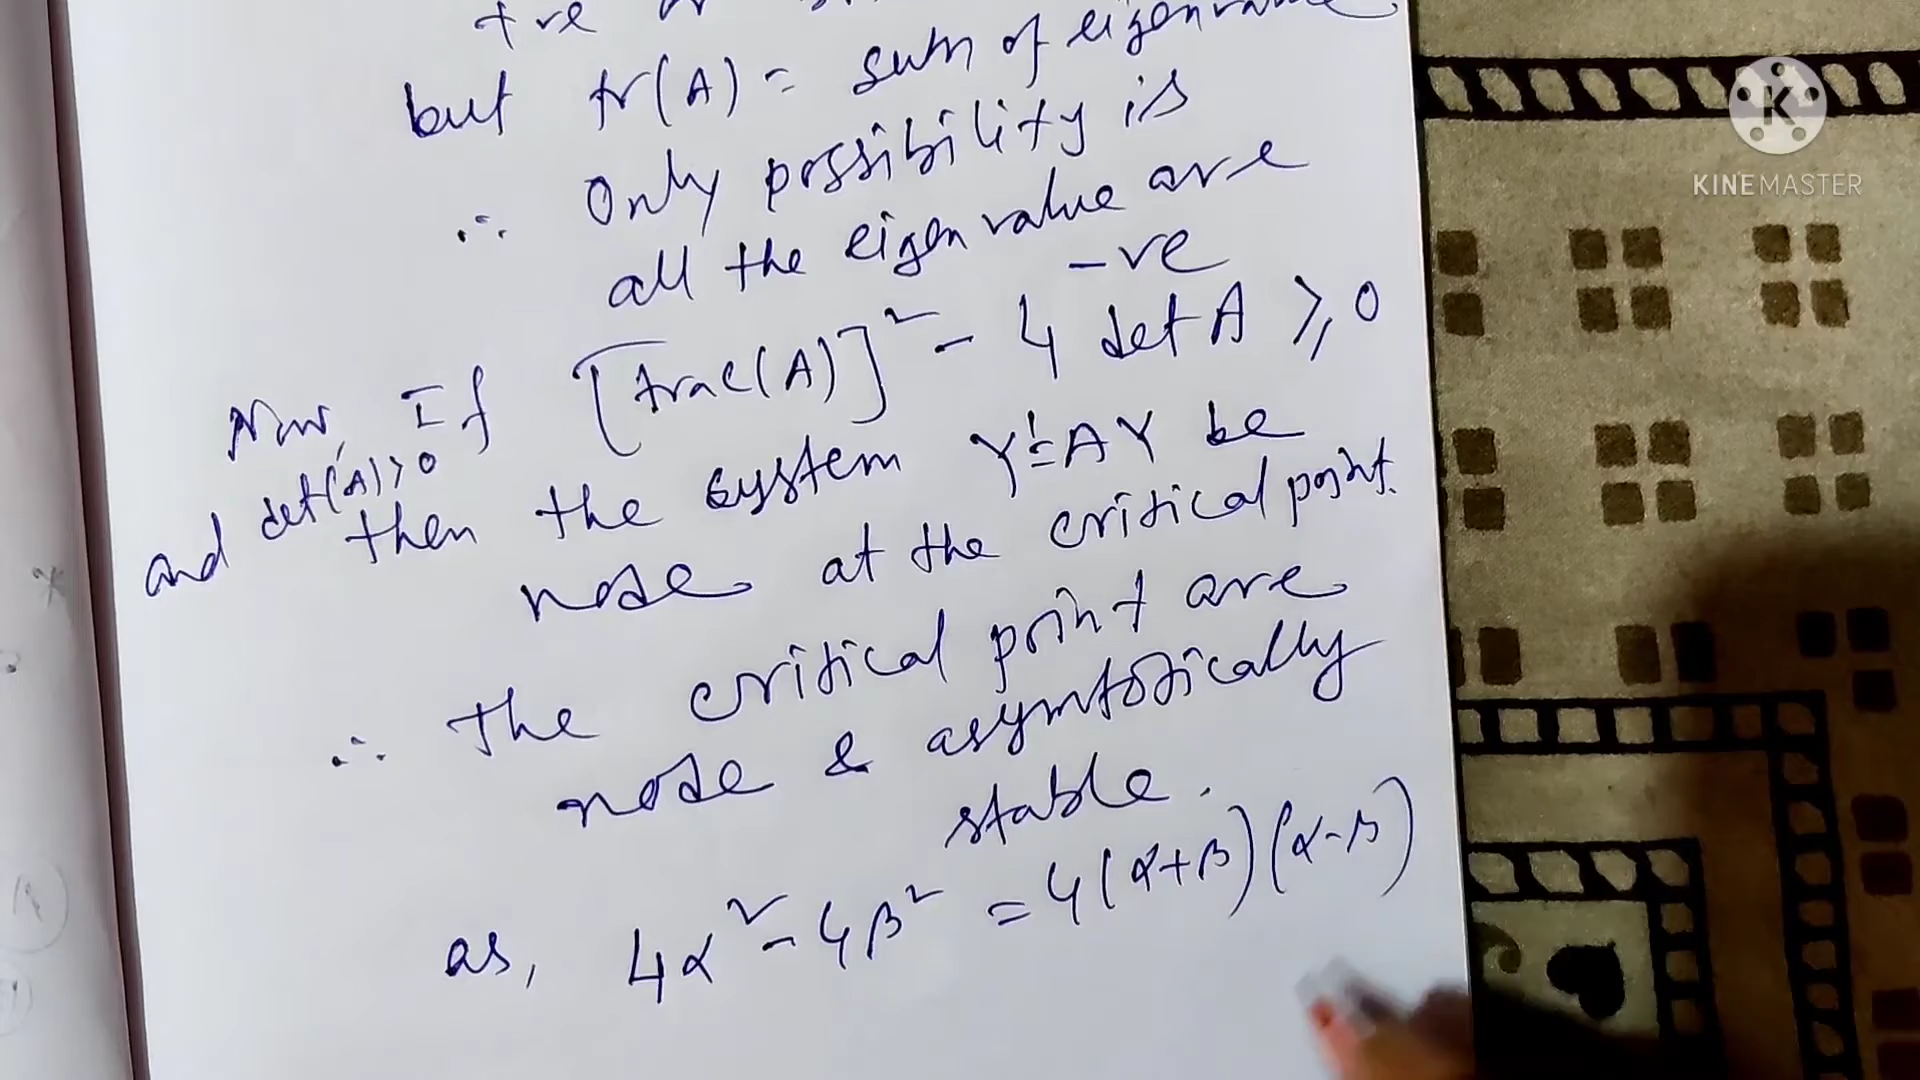 +ve or
but tr(A) = sum of eigenvalue
∴ Only possibility is
all the eigen value are
-ve
Now, If [trac(A)]² - 4 det A ≥ 0
and det(A) > 0
then the system Y' = AY be
node at the critical point.
∴ The critical point are
node & asymtotically
stable.
as, 4α² - 4β² = 4(α+β)(α-β)
KINEMASTER